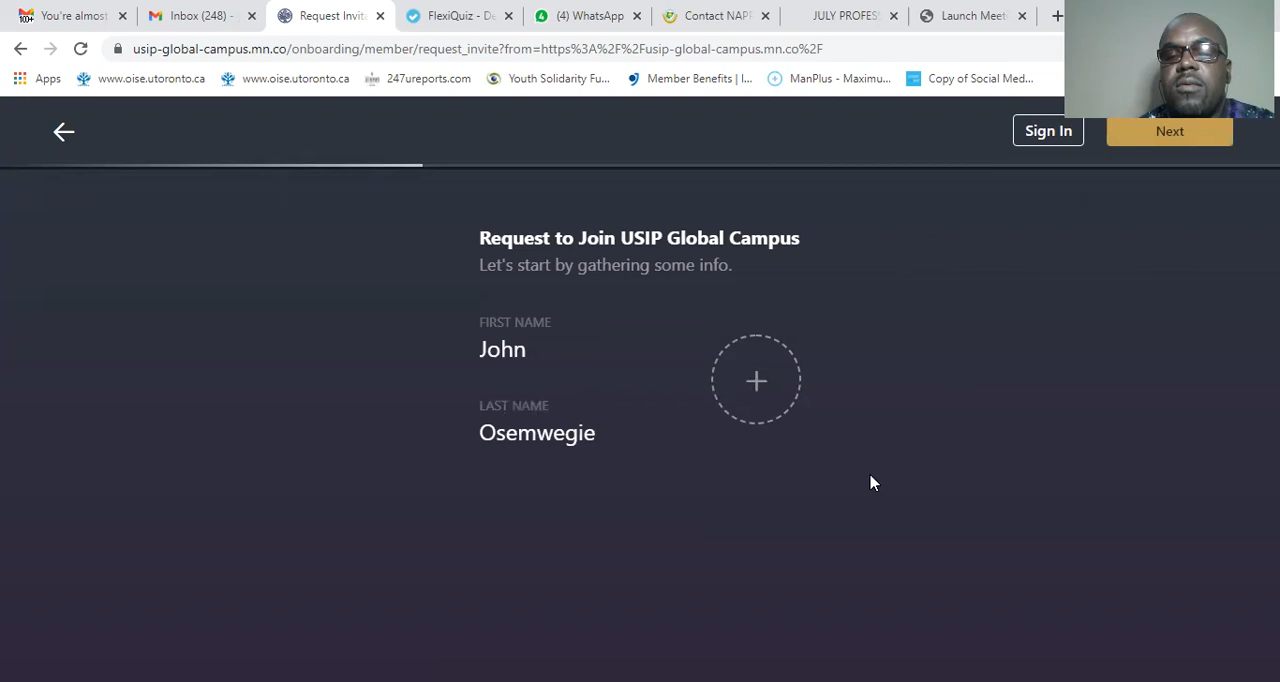 You're almost
Inbox (248) -
Request Invita
FlexiQuiz - De
(4) WhatsApp
Contact NAPP
JULY PROFES
Launch Meet
usip-global-campus.mn.co/onboarding/member/request_invite?from=https%3A%2F%2Fusip-global-campus.mn.co%2F
Apps
www.oise.utoronto.ca
www.oise.utoronto.ca
247ureports.com
Youth Solidarity Fu...
Member Benefits | I...
ManPlus - Maximu...
Copy of Social Med...
Sign In
Next
Request to Join USIP Global Campus
Let's start by gathering some info.
FIRST NAME
John
LAST NAME
Osemwegie